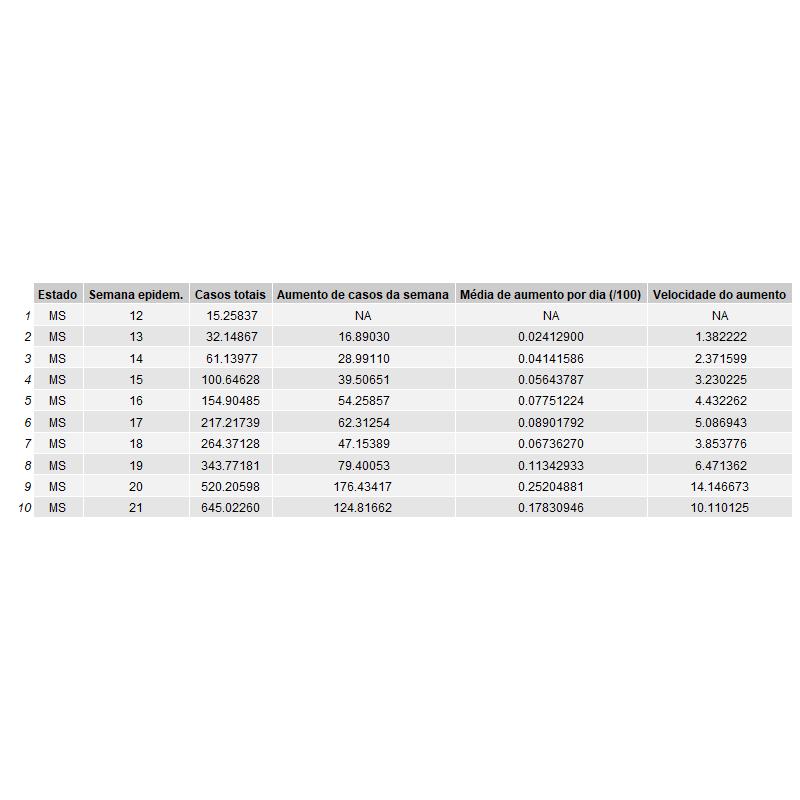 Estado Semana epidem. Casos totais Aumento de casos da semana Média de aumento por dia (/100) Velocidade do aumento
1 MS 12 15.25837 NA NA NA
2 MS 13 32.14867 16.89030 0.02412900 1.382222
3 MS 14 61.13977 28.99110 0.04141586 2.371599
4 MS 15 100.64628 39.50651 0.05643787 3.230225
5 MS 16 154.90485 54.25857 0.07751224 4.432262
6 MS 17 217.21739 62.31254 0.08901792 5.086943
7 MS 18 264.37128 47.15389 0.06736270 3.853776
8 MS 19 343.77181 79.40053 0.11342933 6.471362
9 MS 20 520.20598 176.43417 0.25204881 14.146673
10 MS 21 645.02260 124.81662 0.17830946 10.110125